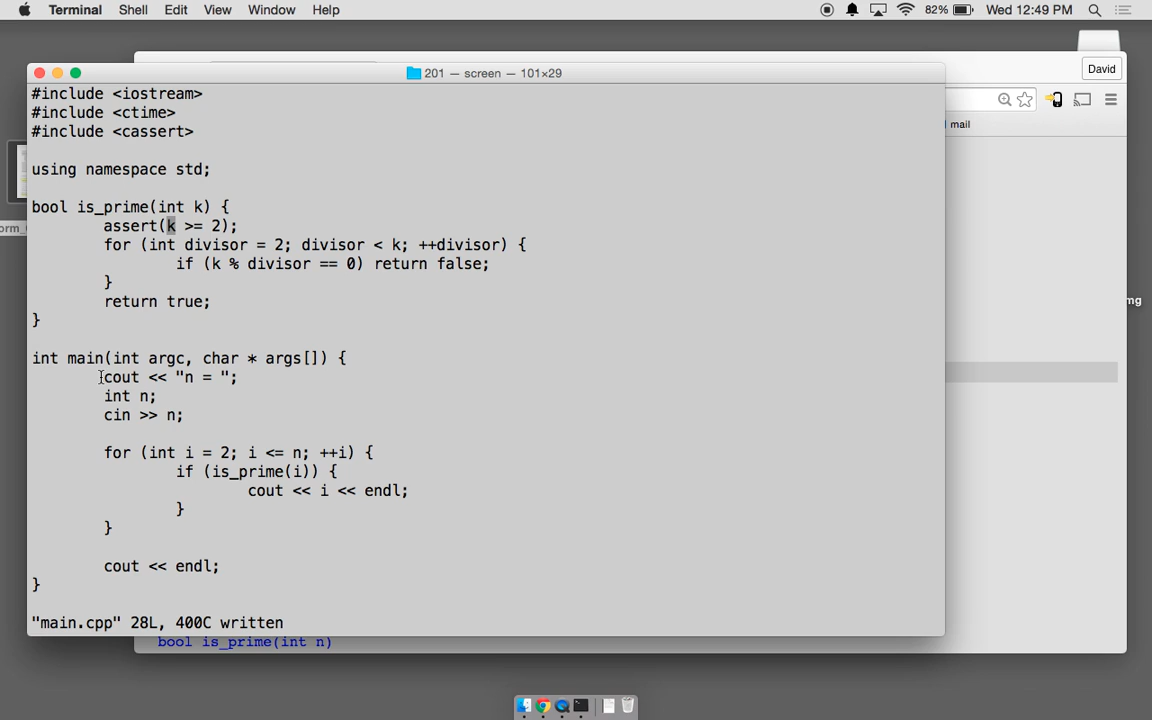 Terminal Shell Edit View Window Help 82% Wed 12:49 PM
David
201 — screen — 101×29
mail
#include <iostream>
#include <ctime>
#include <cassert>
using namespace std;
bool is_prime(int k) {
assert(k >= 2);
for (int divisor = 2; divisor < k; ++divisor) {
if (k % divisor == 0) return false;
}
return true;
}
int main(int argc, char * args[]) {
cout << "n = ";
int n;
cin >> n;
for (int i = 2; i <= n; ++i) {
if (is_prime(i)) {
cout << i << endl;
}
}
cout << endl;
}
"main.cpp" 28L, 400C written
bool is_prime(int n)
orm_
mg